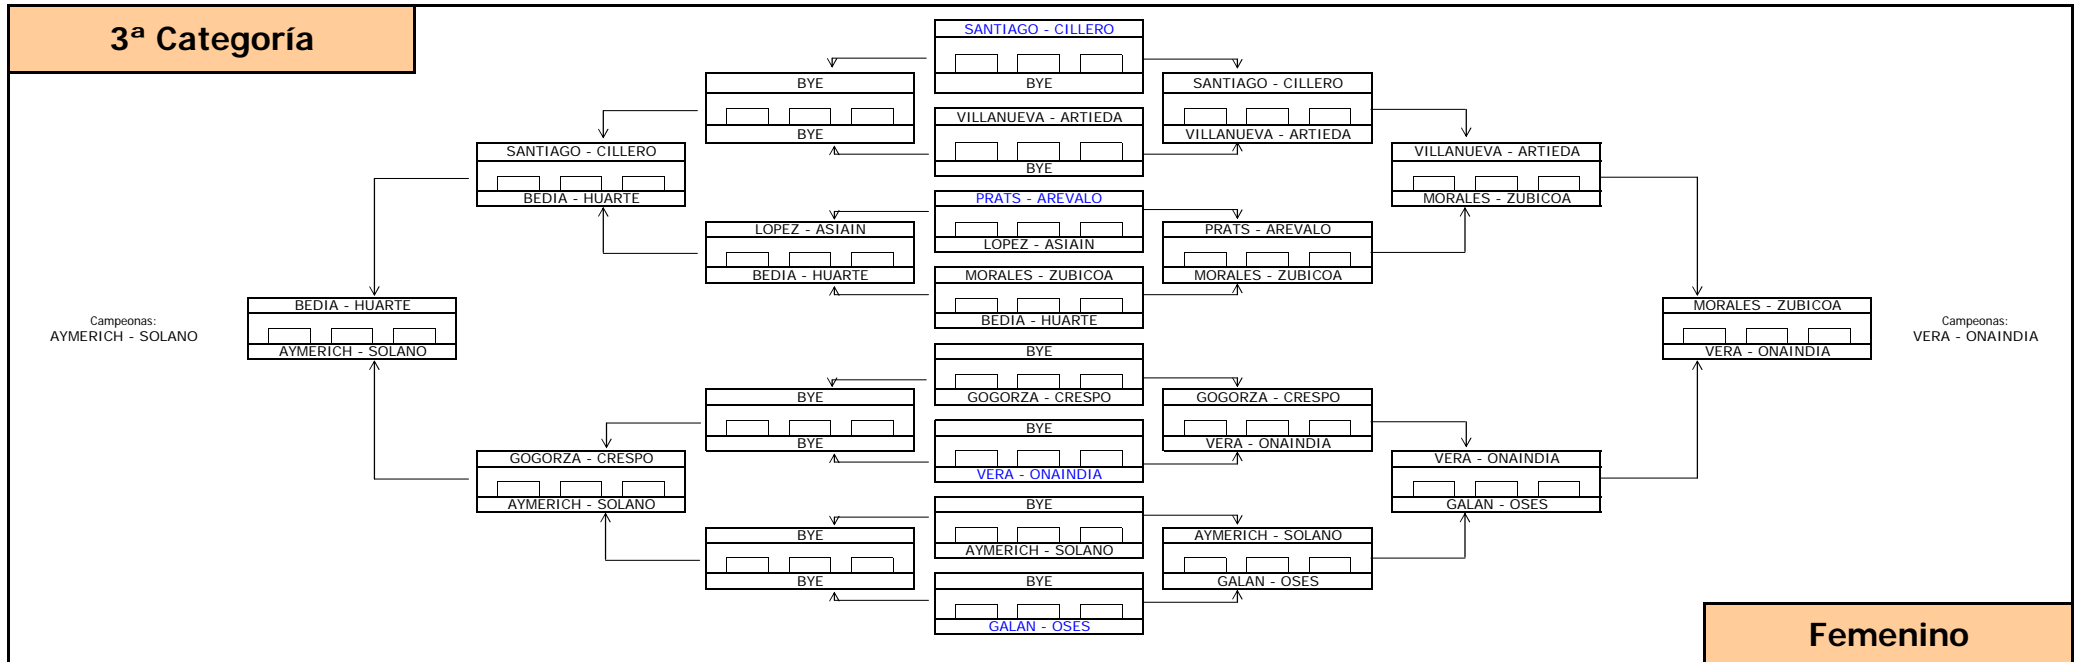 3ª Categoría
SANTIAGO - CILLERO
BYE
BYE
BYE
SANTIAGO - CILLERO
VILLANUEVA - ARTIEDA
VILLANUEVA - ARTIEDA
BYE
SANTIAGO - CILLERO
BEDIA - HUARTE
VILLANUEVA - ARTIEDA
MORALES - ZUBICOA
PRATS - AREVALO
LOPEZ - ASIAIN
LOPEZ - ASIAIN
BEDIA - HUARTE
PRATS - AREVALO
MORALES - ZUBICOA
MORALES - ZUBICOA
BEDIA - HUARTE
Campeonas:
AYMERICH - SOLANO
BEDIA - HUARTE
AYMERICH - SOLANO
MORALES - ZUBICOA
VERA - ONAINDIA
Campeonas:
VERA - ONAINDIA
BYE
GOGORZA - CRESPO
BYE
BYE
GOGORZA - CRESPO
VERA - ONAINDIA
BYE
VERA - ONAINDIA
GOGORZA - CRESPO
AYMERICH - SOLANO
VERA - ONAINDIA
GALAN - OSES
BYE
AYMERICH - SOLANO
BYE
BYE
AYMERICH - SOLANO
GALAN - OSES
BYE
GALAN - OSES
Femenino